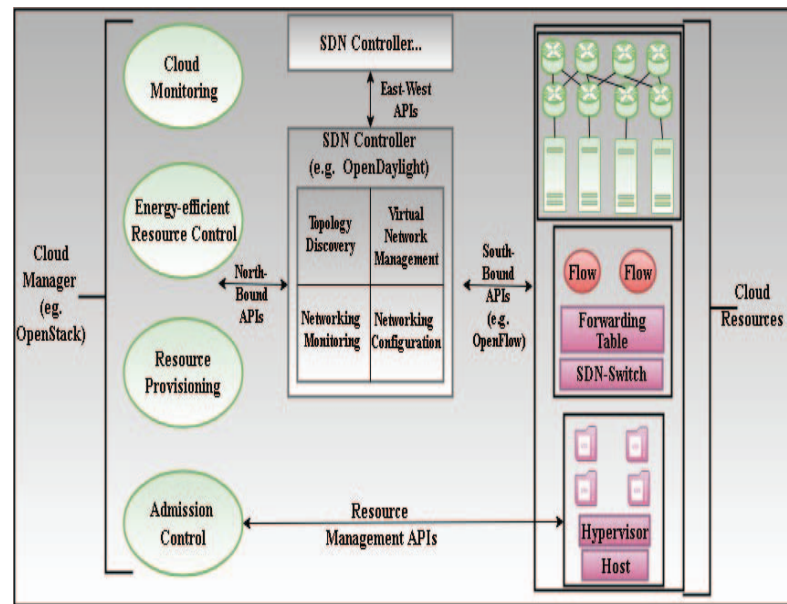 Cloud
Manager
(eg.
OpenStack)
Cloud
Monitoring
Energy-efficient
Resource Control
Resource
Provisioning
Admission
Control
North-
Bound APIs
SDN Controller...
East-West
APIs
SDN Controller
(e.g. OpenDaylight)
Topology
Discovery
Virtual
Network
Management
Networking
Monitoring
Networking
Configuration
South-
Bound
APIs
(e.g.
OpenFlow)
Resource
Management APIs
Flow
Flow
Forwarding
Table
SDN-Switch
Hypervisor
Host
Cloud
Resources